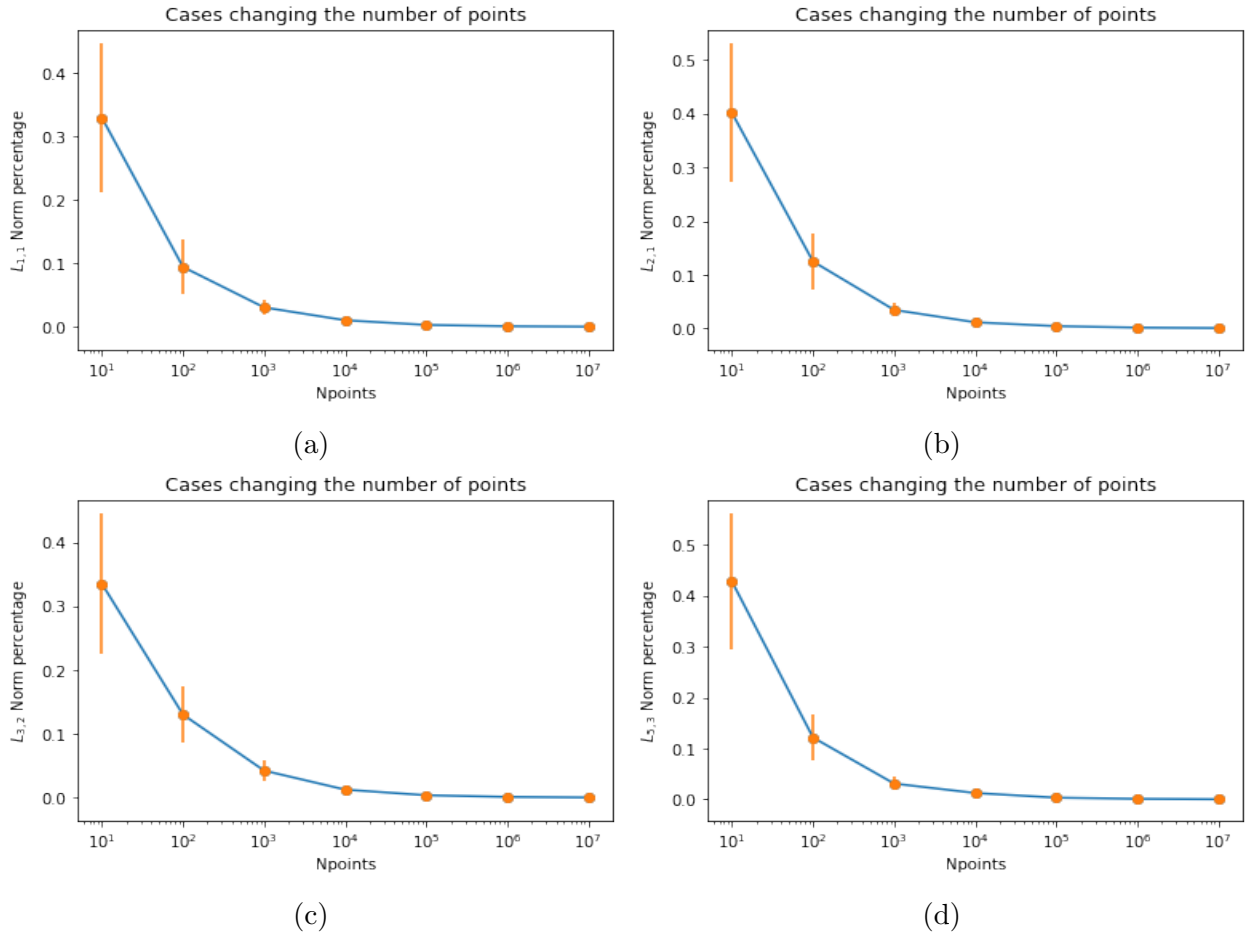 Cases changing the number of points
L₁,₁ Norm percentage
0.4
0.3
0.2
0.1
0.0
10¹ 10² 10³ 10⁴ 10⁵ 10⁶ 10⁷
Npoints
(a)
Cases changing the number of points
L₂,₁ Norm percentage
0.5
0.4
0.3
0.2
0.1
0.0
10¹ 10² 10³ 10⁴ 10⁵ 10⁶ 10⁷
Npoints
(b)
Cases changing the number of points
L₃,₂ Norm percentage
0.4
0.3
0.2
0.1
0.0
10¹ 10² 10³ 10⁴ 10⁵ 10⁶ 10⁷
Npoints
(c)
Cases changing the number of points
L₅,₃ Norm percentage
0.5
0.4
0.3
0.2
0.1
0.0
10¹ 10² 10³ 10⁴ 10⁵ 10⁶ 10⁷
Npoints
(d)